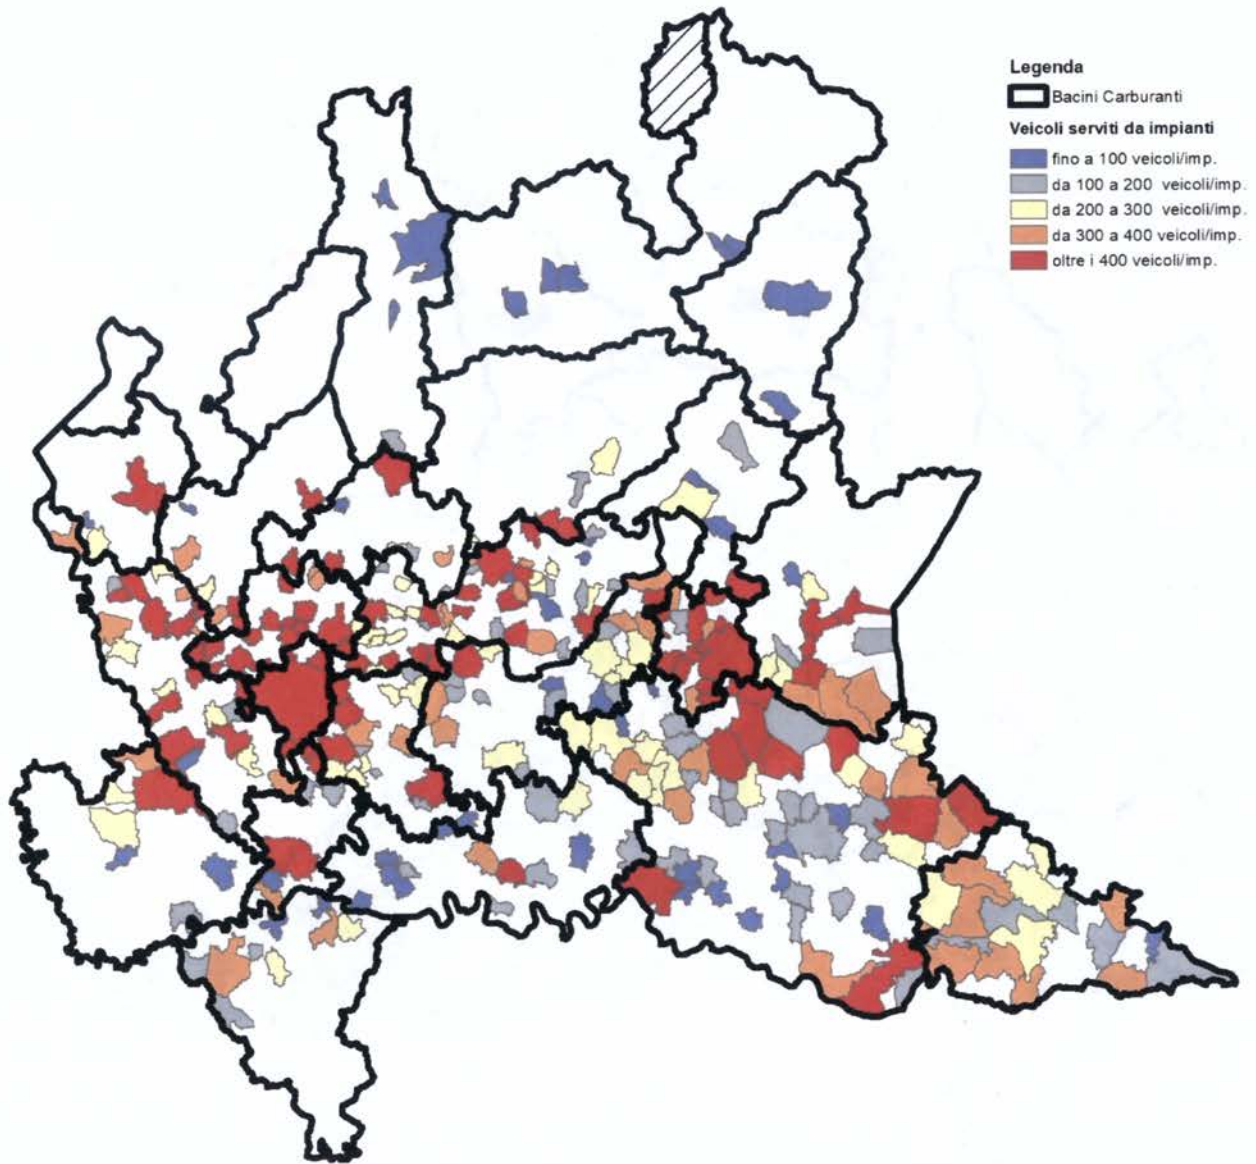 Legenda
Bacini Carburanti
Veicoli serviti da impianti
fino a 100 veicoli/imp.
da 100 a 200 veicoli/imp.
da 200 a 300 veicoli/imp.
da 300 a 400 veicoli/imp.
oltre i 400 veicoli/imp.